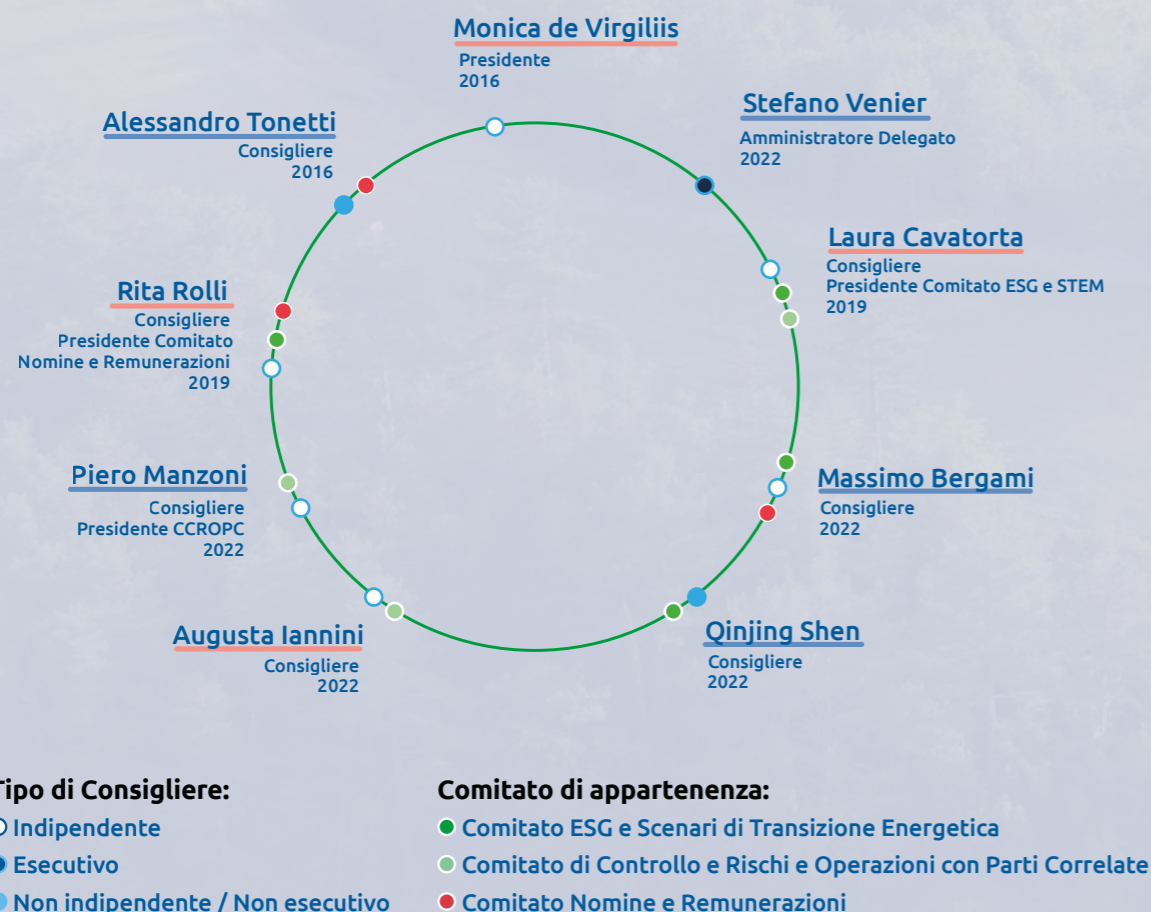 Monica de Virgiliis
Presidente
2016
Stefano Venier
Amministratore Delegato
2022
Laura Cavatorta
Consigliere
Presidente Comitato ESG e STEM
2019
Massimo Bergami
Consigliere
2022
Qinjing Shen
Consigliere
2022
Augusta Iannini
Consigliere
2022
Piero Manzoni
Consigliere
Presidente CCROPC
2022
Rita Rolli
Consigliere
Presidente Comitato
Nomine e Remunerazioni
2019
Alessandro Tonetti
Consigliere
2016
Tipo di Consigliere:
Indipendente
Esecutivo
Non indipendente / Non esecutivo
Comitato di appartenenza:
Comitato ESG e Scenari di Transizione Energetica
Comitato di Controllo e Rischi e Operazioni con Parti Correlate
Comitato Nomine e Remunerazioni